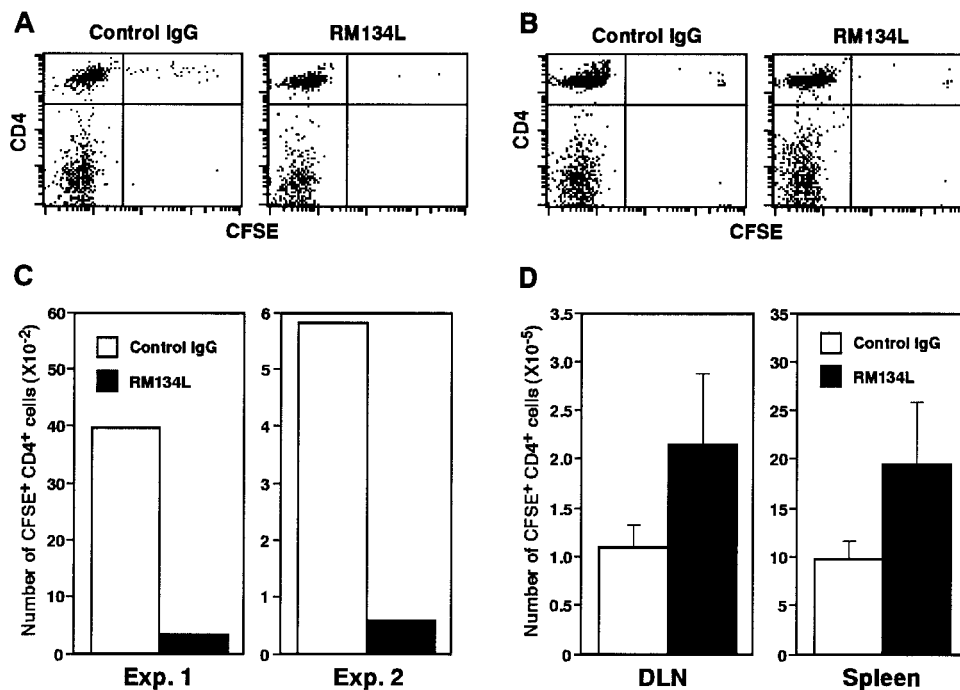 A
Control IgG
RM134L
CD4
CFSE
B
Control IgG
RM134L
CD4
CFSE
C
Number of CFSE+ CD4+ cells (X10-2)
60
50
40
30
20
10
0
Control IgG
RM134L
Exp. 1
6
5
4
3
2
1
0
Exp. 2
D
Number of CFSE+ CD4+ cells (X10-5)
3.5
3.0
2.5
2.0
1.5
1.0
0.5
0
DLN
35
30
25
20
15
10
5
0
Control IgG
RM134L
Spleen